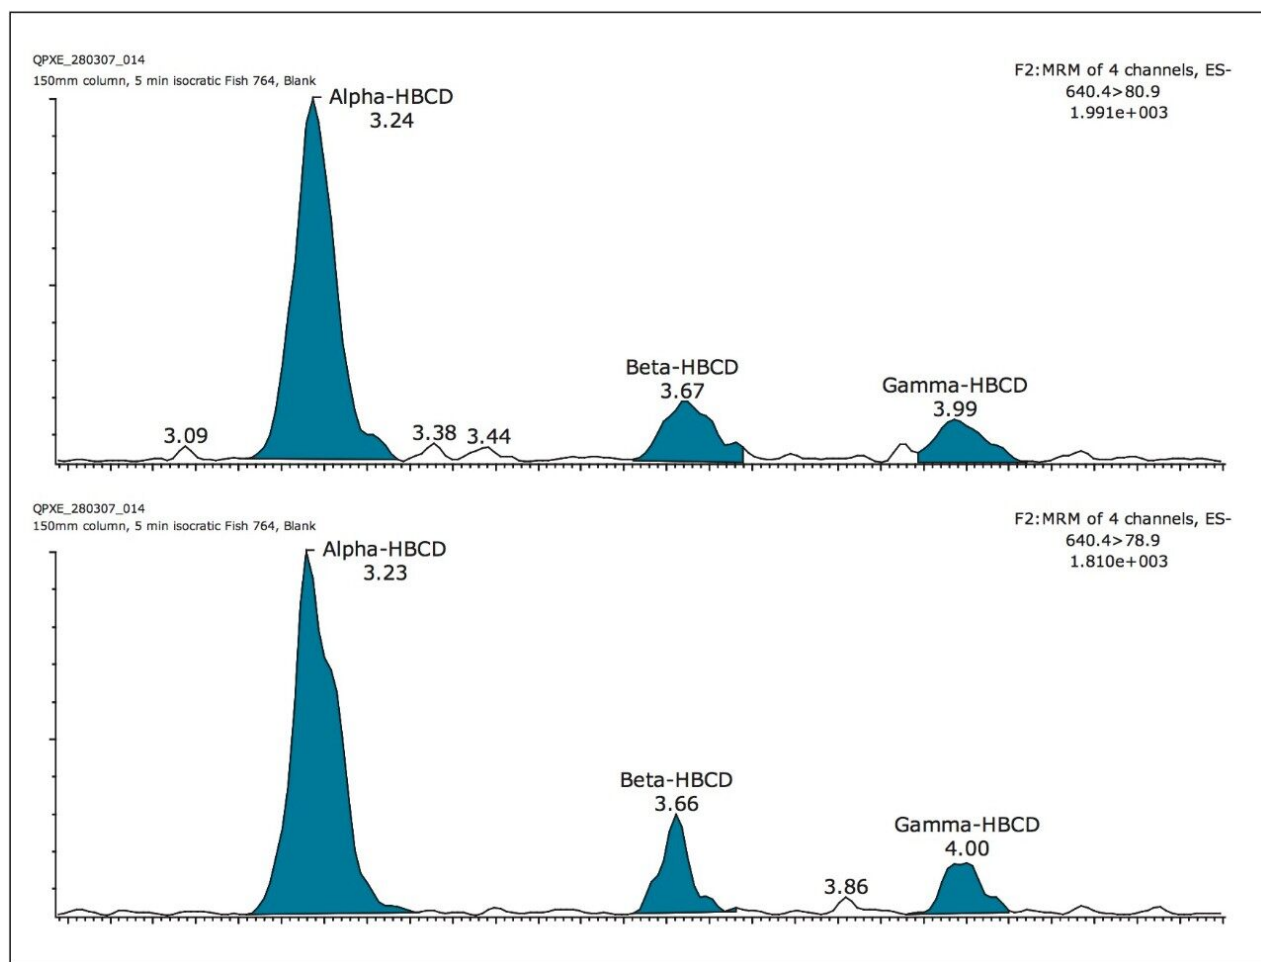 QPXE_280307_014
150mm column, 5 min isocratic Fish 764, Blank
F2:MRM of 4 channels, ES-
640.4>80.9
1.991e+003
Alpha-HBCD
3.24
Beta-HBCD
3.67
Gamma-HBCD
3.99
3.09
3.38
3.44
QPXE_280307_014
150mm column, 5 min isocratic Fish 764, Blank
F2:MRM of 4 channels, ES-
640.4>78.9
1.810e+003
Alpha-HBCD
3.23
Beta-HBCD
3.66
Gamma-HBCD
4.00
3.86